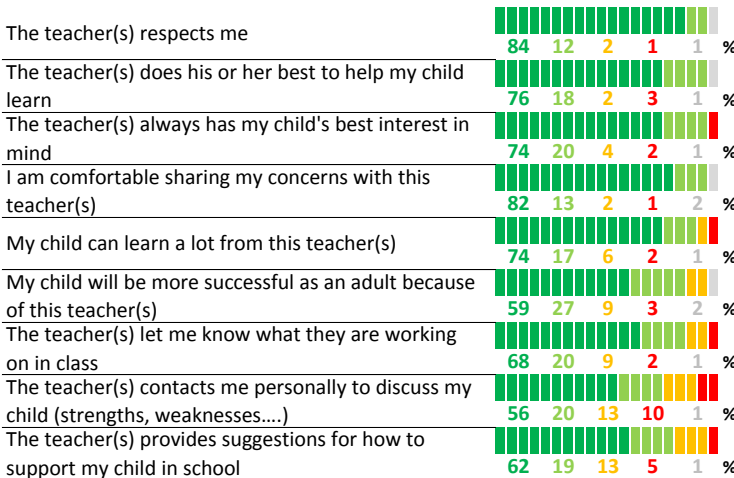 The teacher(s) respects me
84 12 2 1 1 %
The teacher(s) does his or her best to help my child
learn
76 18 2 3 1 %
The teacher(s) always has my child's best interest in
mind
74 20 4 2 1 %
I am comfortable sharing my concerns with this
teacher(s)
82 13 2 1 2 %
My child can learn a lot from this teacher(s)
74 17 6 2 1 %
My child will be more successful as an adult because
of this teacher(s)
59 27 9 3 2 %
The teacher(s) let me know what they are working
on in class
68 20 9 2 1 %
The teacher(s) contacts me personally to discuss my
child (strengths, weaknesses....)
56 20 13 10 1 %
The teacher(s) provides suggestions for how to
support my child in school
62 19 13 5 1 %